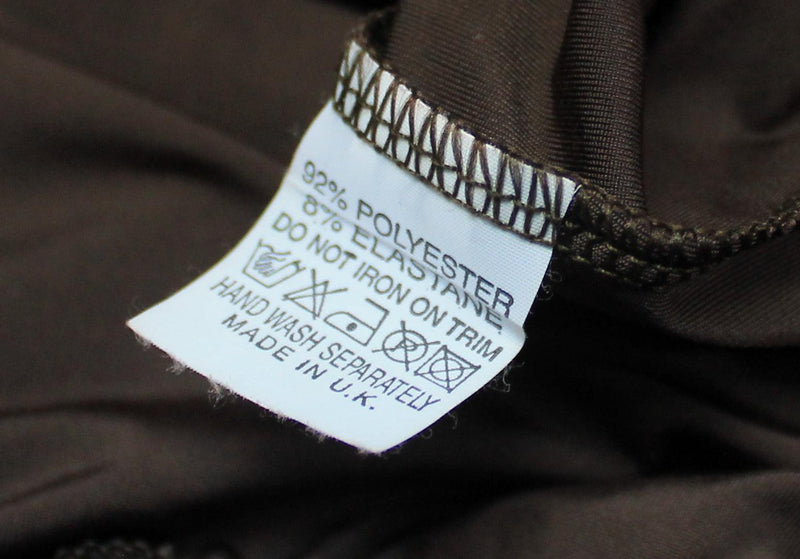 92% POLYESTER
8% ELASTANE
DO NOT IRON ON TRIM
HAND WASH SEPARATELY
MADE IN U.K.